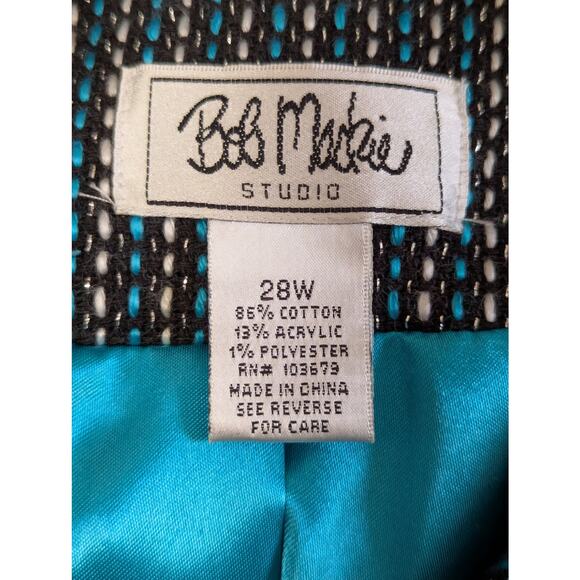 Bob Mackie
STUDIO
28W
86% COTTON
13% ACRYLIC
1% POLYESTER
RN# 103679
MADE IN CHINA
SEE REVERSE
FOR CARE